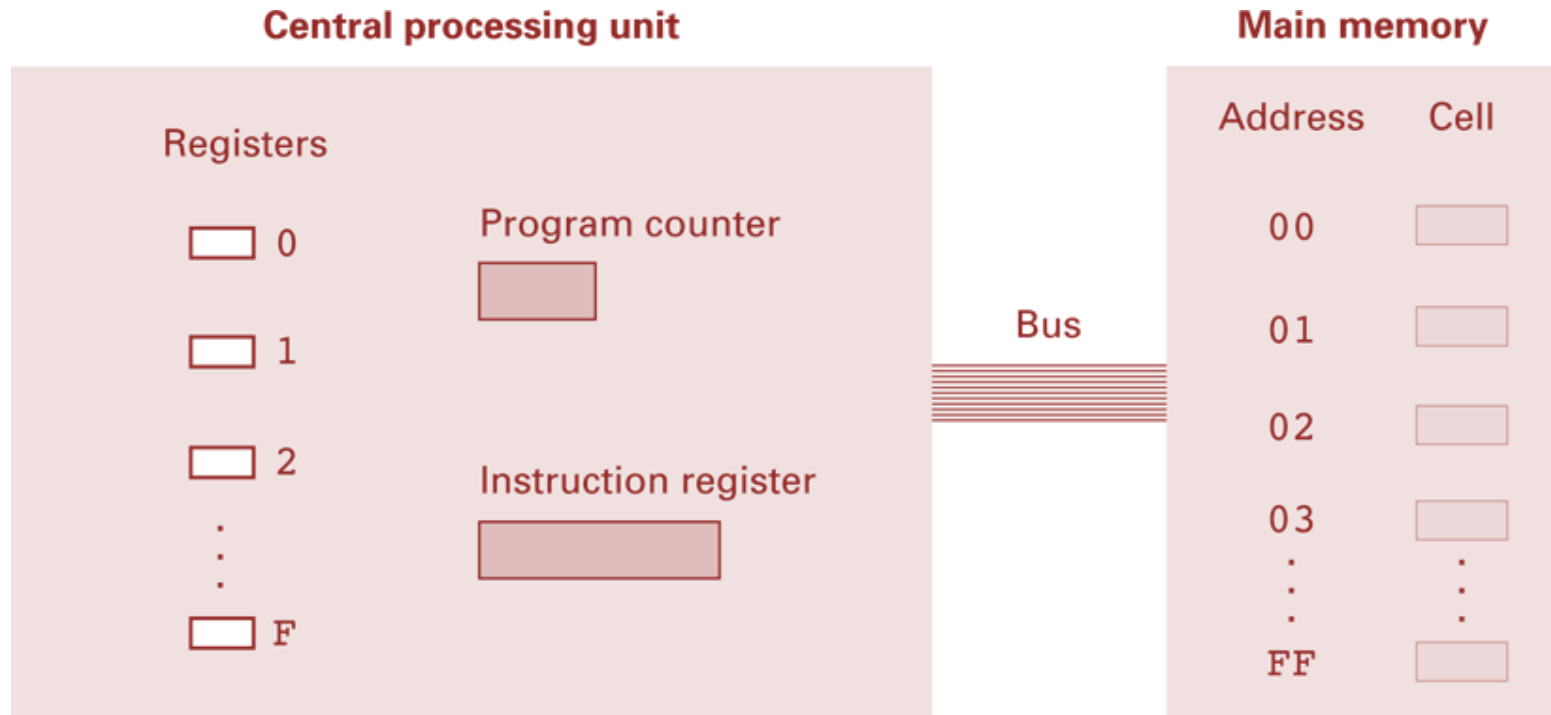 Central processing unit
Main memory
Registers
0
1
2
F
Program counter
Instruction register
Bus
Address Cell
00
01
02
03
FF